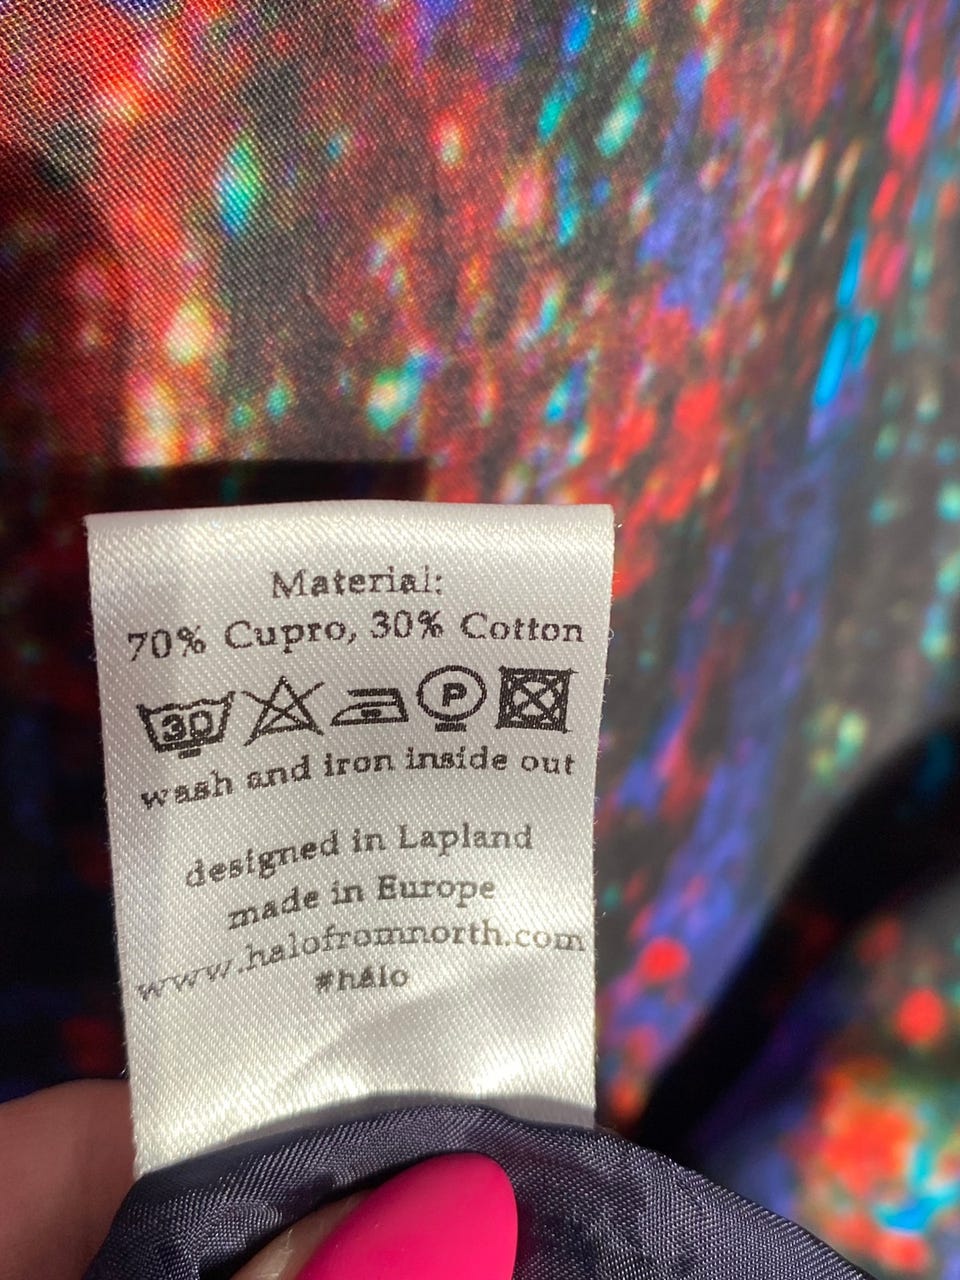 Material:
70% Cupro, 30% Cotton
30 P
wash and iron inside out
designed in Lapland
made in Europe
www.halofromnorth.com
#hálo